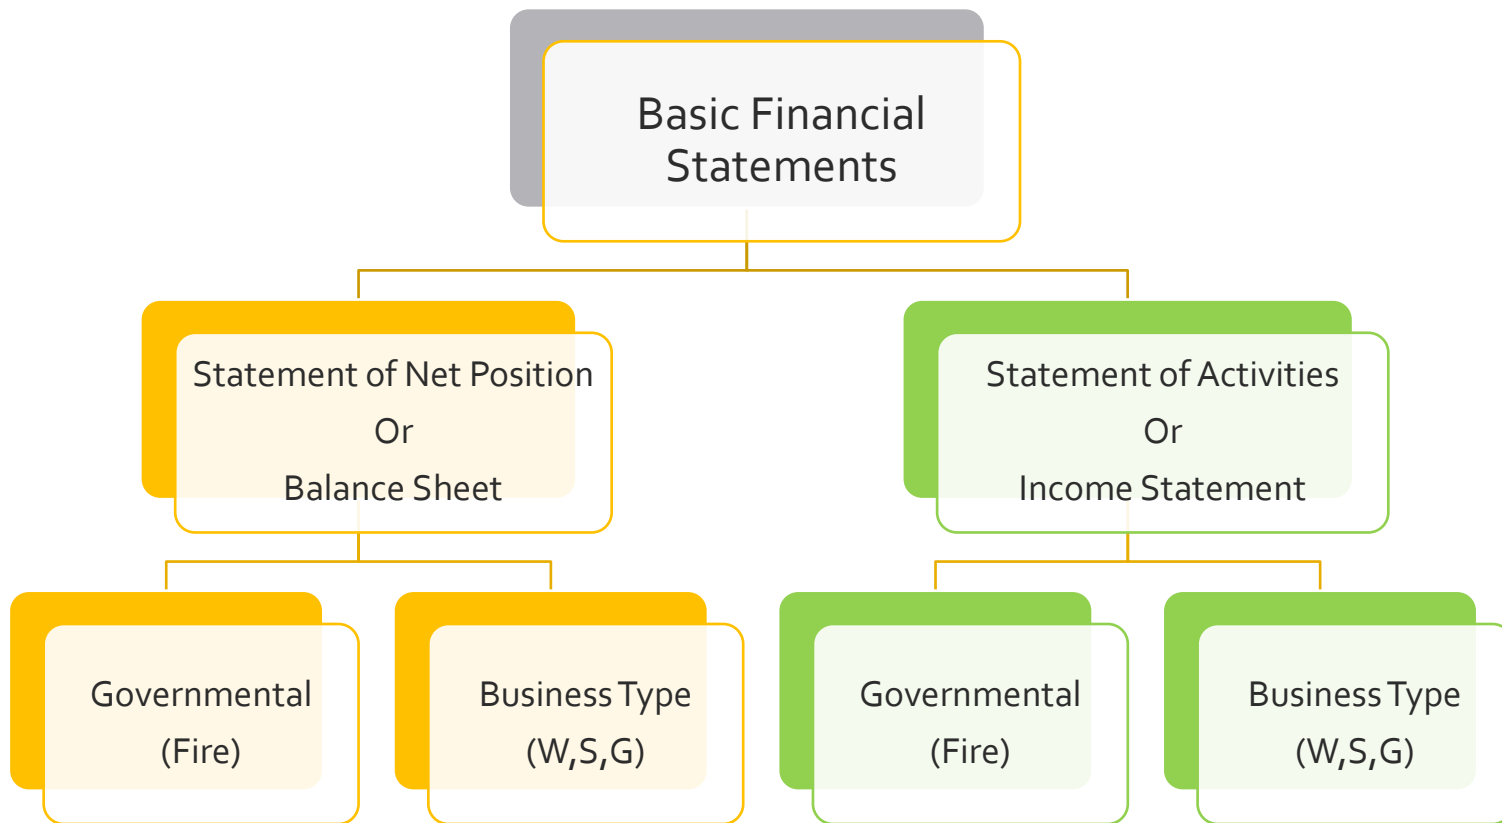 Basic Financial
Statements
Statement of Net Position
Or
Balance Sheet
Statement of Activities
Or
Income Statement
Governmental
(Fire)
Business Type
(W,S,G)
Governmental
(Fire)
Business Type
(W,S,G)